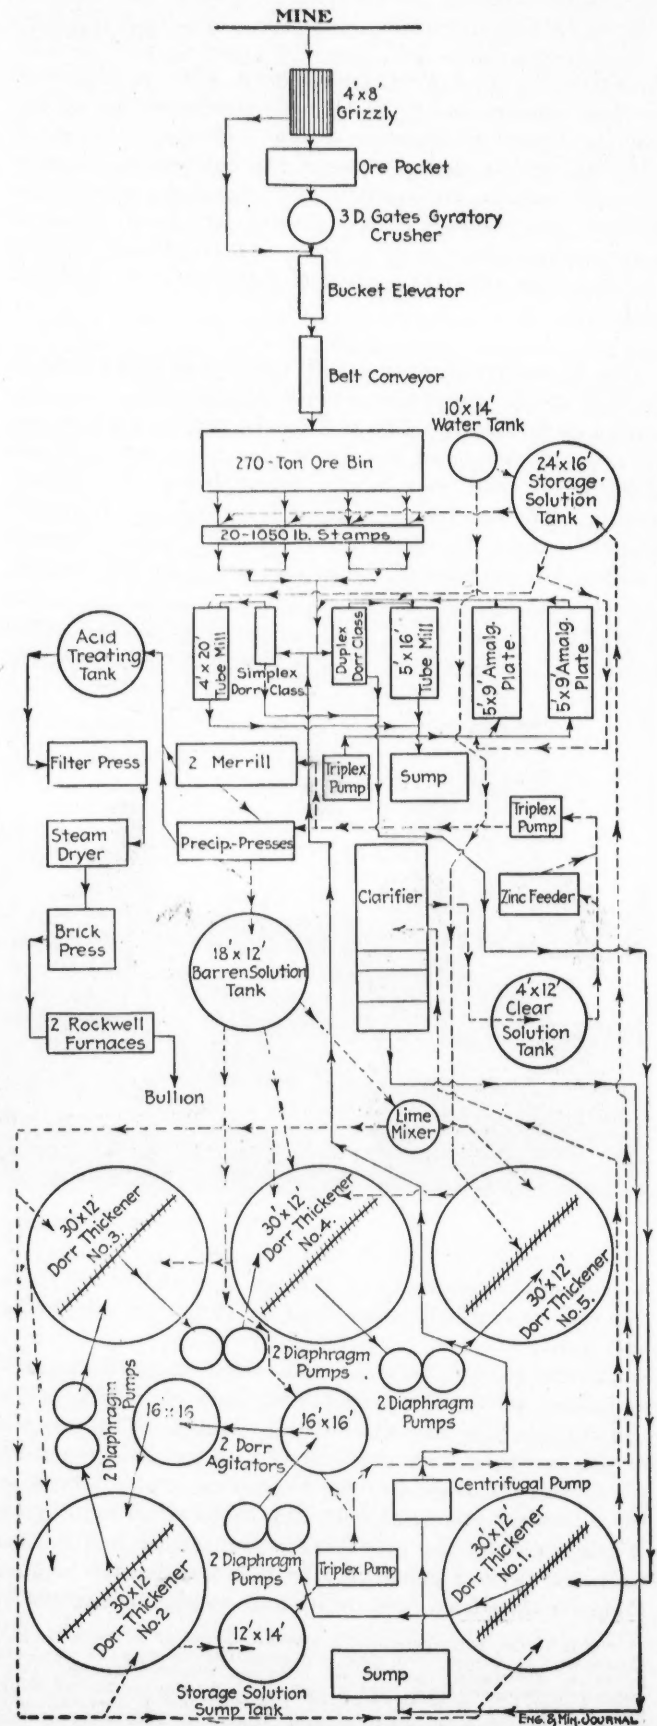 MINE
4'x8'
Grizzly
Ore Pocket
3 D. Gates Gyratory
Crusher
Bucket Elevator
Belt Conveyor
10'x14'
Water Tank
270-Ton Ore Bin
24'x16'
Storage
Solution
Tank
20-1050 lb. Stamps
Acid
Treating
Tank
4'x20'
Tube Mill
Simplex
Dorr Class.
Duplex
Dorr Class
5'x16'
Tube Mill
5'x9' Amalg.
Plate
5'x9' Amalg.
Plate
Filter Press
2 Merrill
Triplex
Pump
Sump
Triplex
Pump
Steam
Dryer
Precip.-Presses
Clarifier
Zinc Feeder
Brick
Press
18'x12'
Barren Solution
Tank
4'x12'
Clear
Solution
Tank
2 Rockwell
Furnaces
Bullion
Lime
Mixer
30'x12'
Dorr Thickener
No.3.
30'x12'
Dorr Thickener
No.4.
30'x12'
Dorr Thickener
No.5.
2 Diaphragm
Pumps
2 Diaphragm
Pumps
2 Diaphragm
Pumps
16 x 16
16'x16'
2 Dorr
Agitators
Centrifugal Pump
2 Diaphragm
Pumps
Triplex Pump
30'x12'
Dorr Thickener
No.1.
30'x12'
Dorr Thickener
No.2
12'x14'
Storage Solution
Sump Tank
Sump
ENG. & MIN. JOURNAL